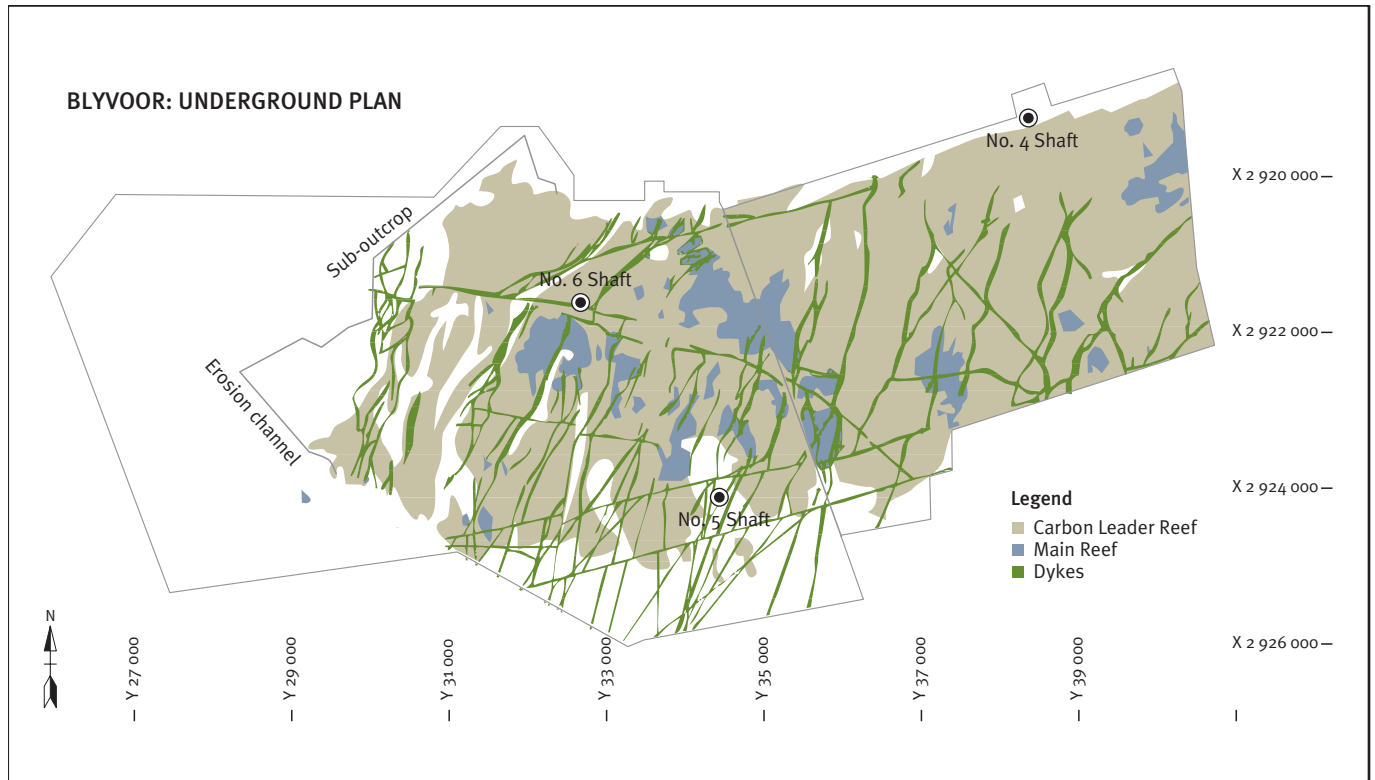 BLYVOOR: UNDERGROUND PLAN
No. 4 Shaft
X 2 920 000
Sub-outcrop
No. 6 Shaft
X 2 922 000
Erosion channel
X 2 924 000
No. 5 Shaft
Legend
Carbon Leader Reef
Main Reef
Dykes
N
X 2 926 000
Y 27 000
Y 29 000
Y 31 000
Y 33 000
Y 35 000
Y 37 000
Y 39 000